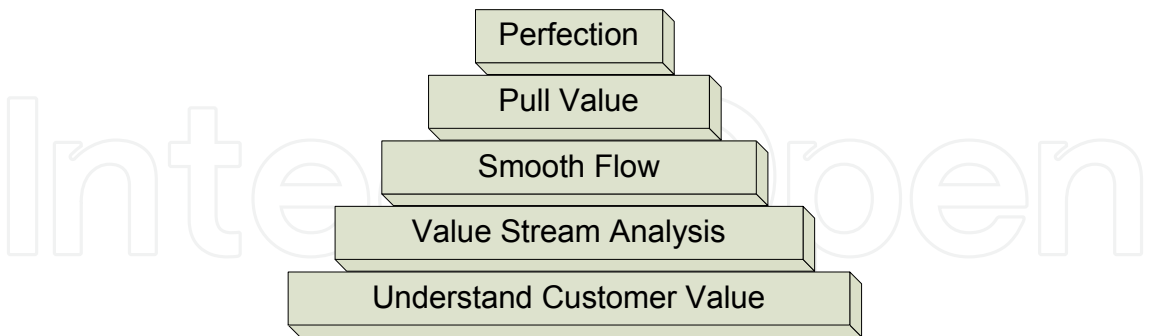 Perfection
Pull Value
Smooth Flow
Value Stream Analysis
Understand Customer Value